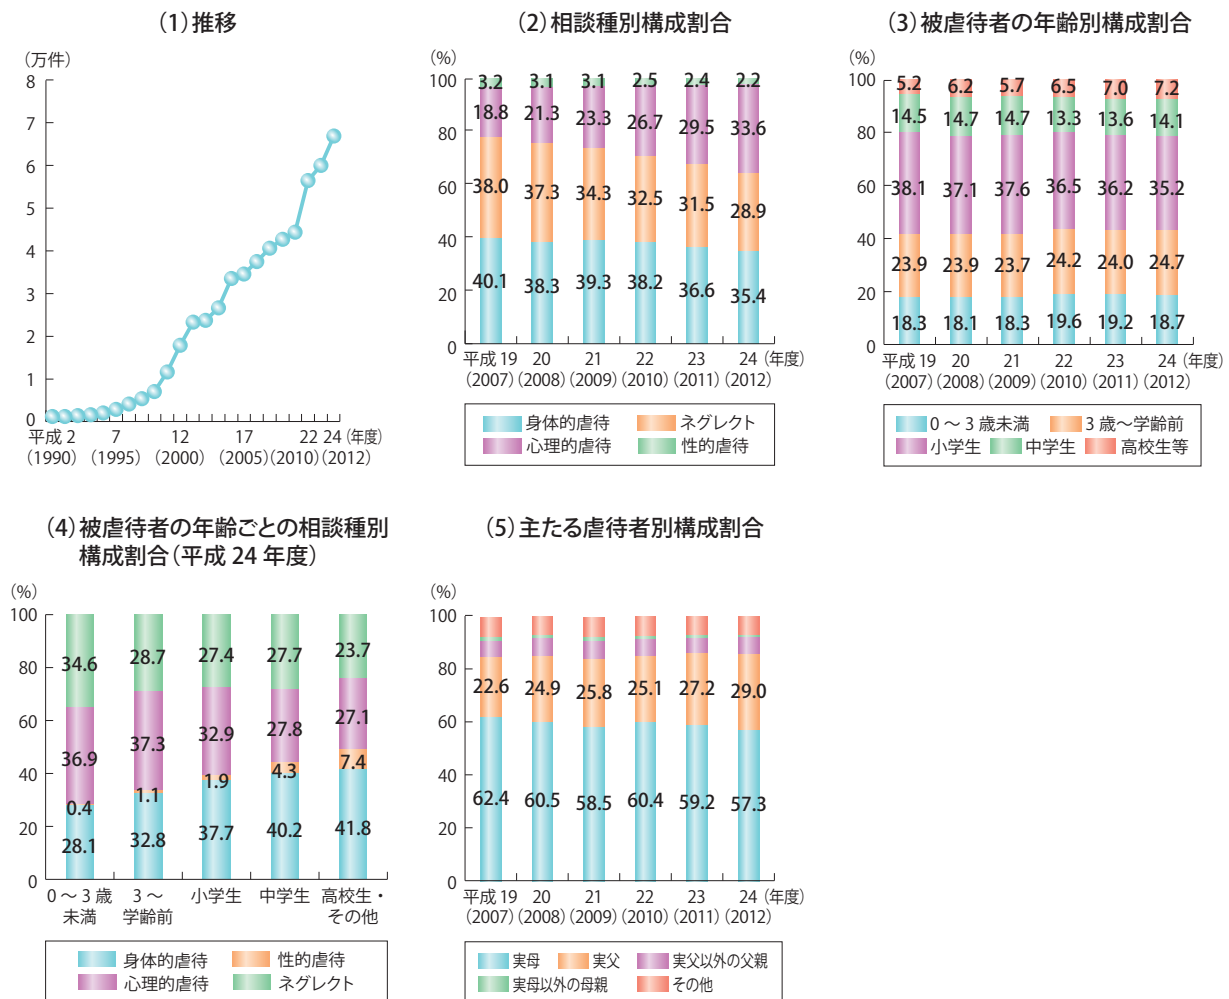 (1)推移
(万件)
8
7
6
5
4
3
2
1
0
平成 2 7 12 17 22 24 (年度)
(1990) (1995) (2000) (2005)(2010)(2012)
(2)相談種別構成割合
(%)
100
80
60
40
20
0
3.2 3.1 3.1 2.5 2.4 2.2
18.8 21.3 23.3 26.7 29.5 33.6
38.0 37.3 34.3 32.5 31.5 28.9
40.1 38.3 39.3 38.2 36.6 35.4
平成 19 20 21 22 23 24 (年度)
(2007)(2008)(2009)(2010)(2011)(2012)
身体的虐待 ネグレクト
心理的虐待 性的虐待
(3)被虐待者の年齢別構成割合
(%)
100
80
60
40
20
0
5.2 6.2 5.7 6.5 7.0 7.2
14.5 14.7 14.7 13.3 13.6 14.1
38.1 37.1 37.6 36.5 36.2 35.2
23.9 23.9 23.7 24.2 24.0 24.7
18.3 18.1 18.3 19.6 19.2 18.7
平成 19 20 21 22 23 24 (年度)
(2007)(2008)(2009)(2010)(2011)(2012)
0~3歳未満 3歳~学齢前
小学生 中学生 高校生等
(4)被虐待者の年齢ごとの相談種別
構成割合(平成 24 年度)
(%)
100
80
60
40
20
0
34.6 28.7 27.4 27.7 23.7
36.9 37.3 32.9 27.8 27.1
0.4 1.1 1.9 4.3 7.4
28.1 32.8 37.7 40.2 41.8
0~3歳 3~ 小学生 中学生 高校生・
未満 学齢前 その他
身体的虐待 性的虐待
心理的虐待 ネグレクト
(5)主たる虐待者別構成割合
(%)
100
80
60
40
20
0
22.6 24.9 25.8 25.1 27.2 29.0
62.4 60.5 58.5 60.4 59.2 57.3
平成 19 20 21 22 23 24 (年度)
(2007)(2008)(2009)(2010)(2011)(2012)
実母 実父 実父以外の父親
実母以外の母親 その他